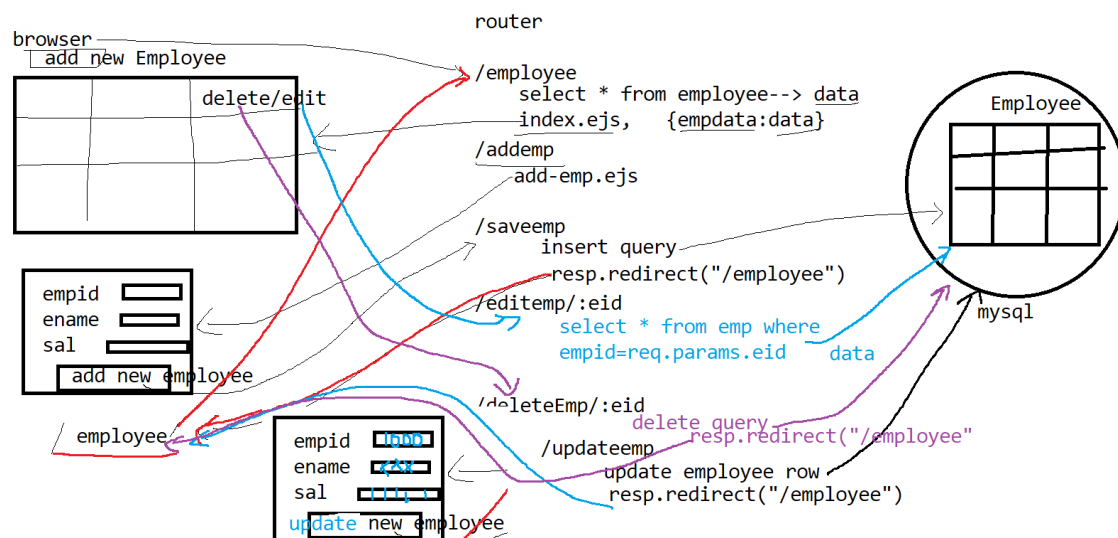 router
browser
add new Employee
/employee
delete/edit
select * from employee--> data
index.ejs, {empdata:data}
Employee
/addemp
add-emp.ejs
/saveemp
insert query
resp.redirect("/employee")
empid
ename
sal
add new employee
/editemp/:eid
select * from emp where
empid=req.params.eid data
mysql
/deleteEmp/:eid
delete query
resp.redirect("/employee
/ employee
/updateemp
update employee row
resp.redirect("/employee")
empid 1000
ename
sal
update new employee